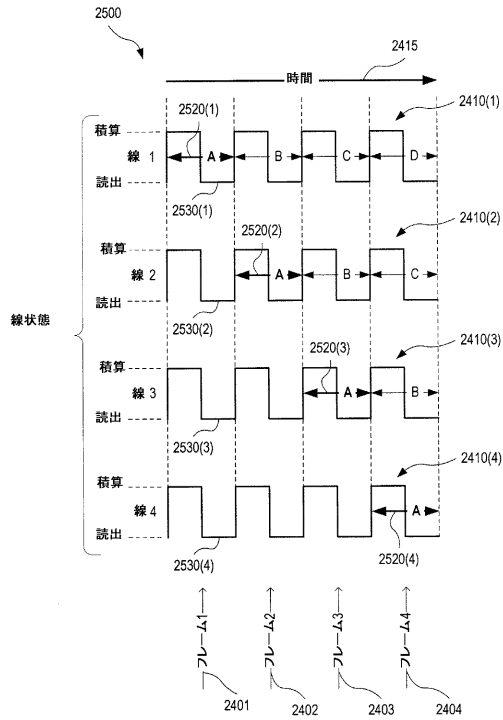 2500
2415
時間
2520(1)
2410(1)
積算
線 1
A
B
C
D
読出
2530(1)
2410(2)
2520(2)
積算
線 2
A
B
C
読出
2530(2)
線状態
2410(3)
2520(3)
積算
線 3
A
B
読出
2530(3)
2410(4)
積算
線 4
A
読出
2530(4)
2520(4)
フレーム1
フレーム2
フレーム3
フレーム4
2401
2402
2403
2404